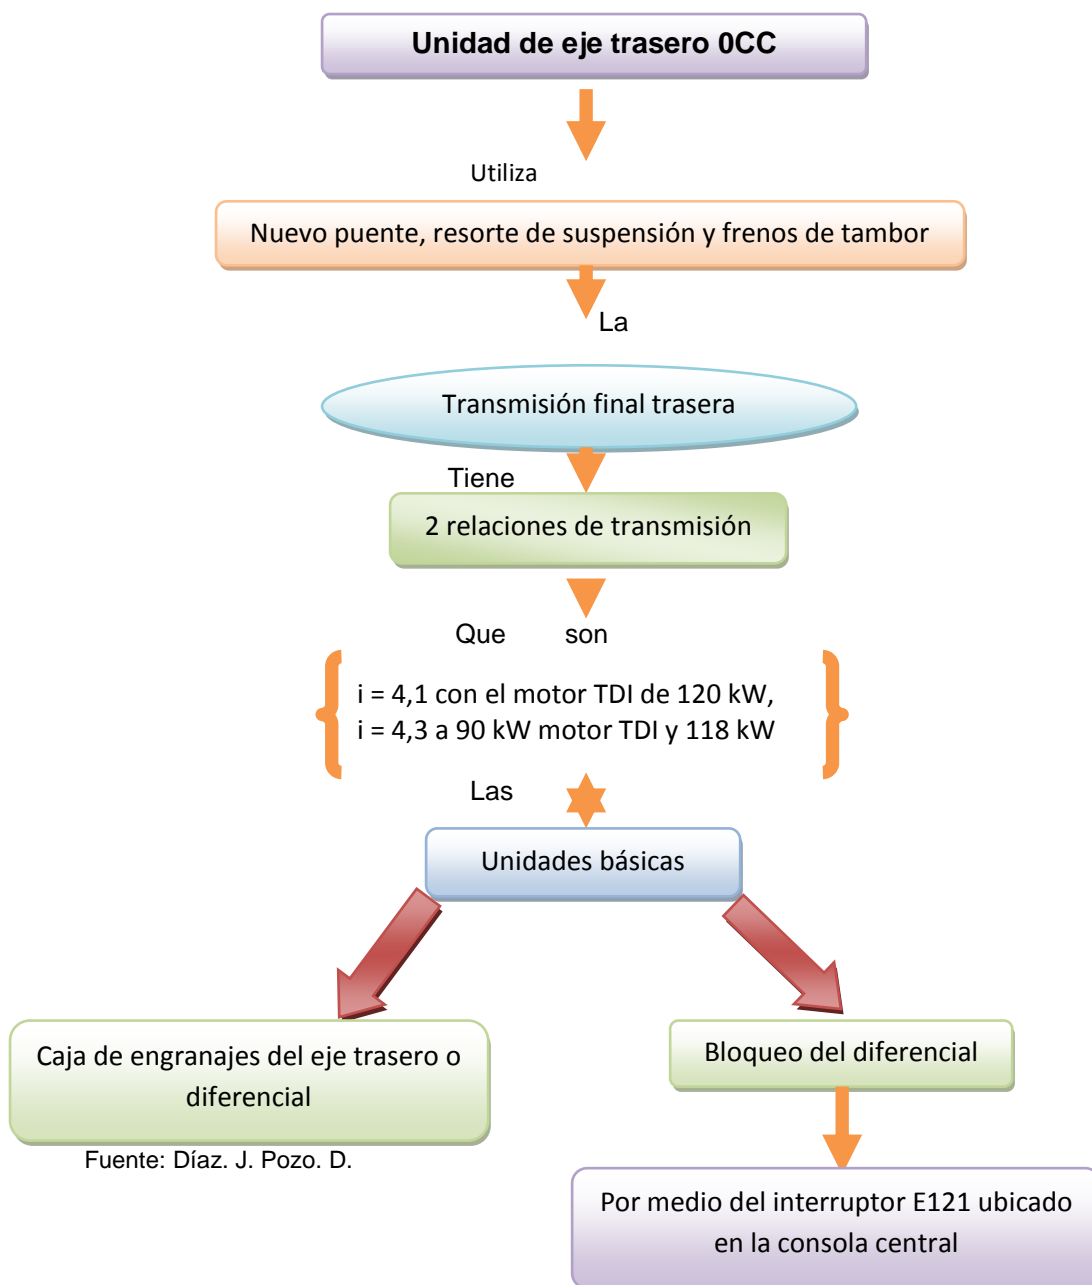 Unidad de eje trasero 0CC
Utiliza
Nuevo puente, resorte de suspensión y frenos de tambor
La
Transmisión final trasera
Tiene
2 relaciones de transmisión
Que son
i = 4,1 con el motor TDI de 120 kW,
i = 4,3 a 90 kW motor TDI y 118 kW
Las
Unidades básicas
Caja de engranajes del eje trasero o
diferencial
Bloqueo del diferencial
Fuente: Díaz. J. Pozo. D.
Por medio del interruptor E121 ubicado
en la consola central